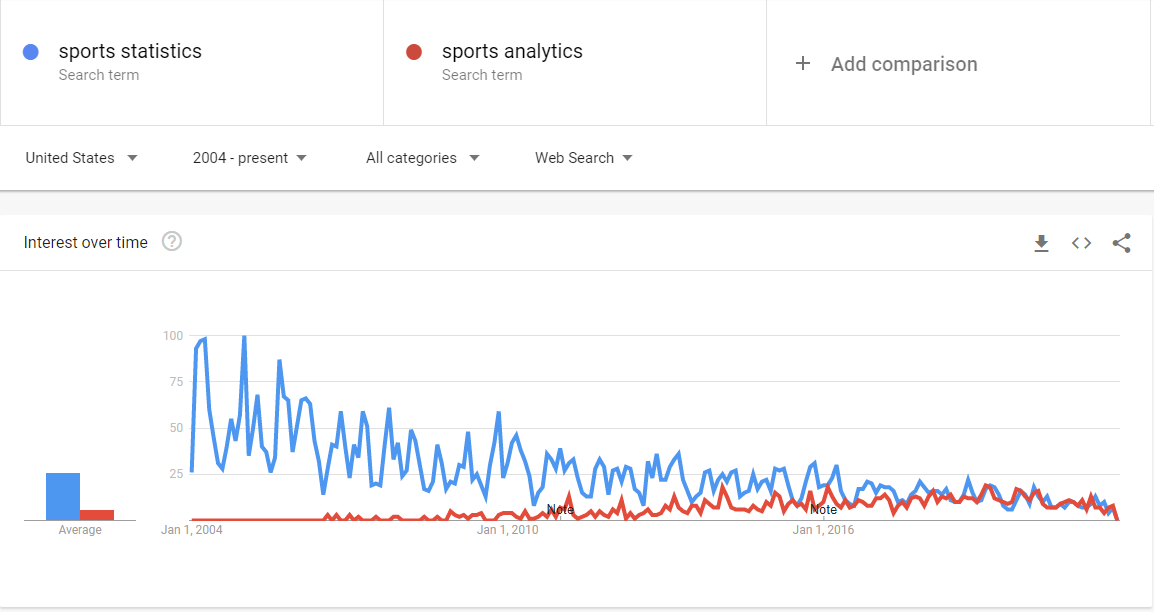 sports statistics
Search term
sports analytics
Search term
+ Add comparison
United States
2004 - present
All categories
Web Search
Interest over time
?
100
75
50
25
Average
Note
Note
Jan 1, 2004
Jan 1, 2010
Jan 1, 2016